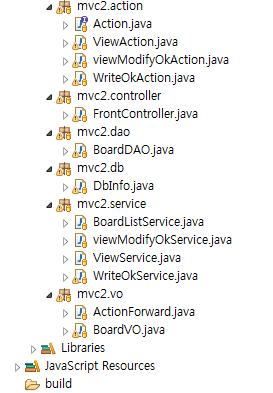 mvc2.action
Action.java
ViewAction.java
viewModifyOkAction.java
WriteOkAction.java
mvc2.controller
FrontController.java
mvc2.dao
BoardDAO.java
mvc2.db
DbInfo.java
mvc2.service
BoardListService.java
viewModifyOkService.java
ViewService.java
WriteOkService.java
mvc2.vo
ActionForward.java
BoardVO.java
Libraries
JavaScript Resources
build